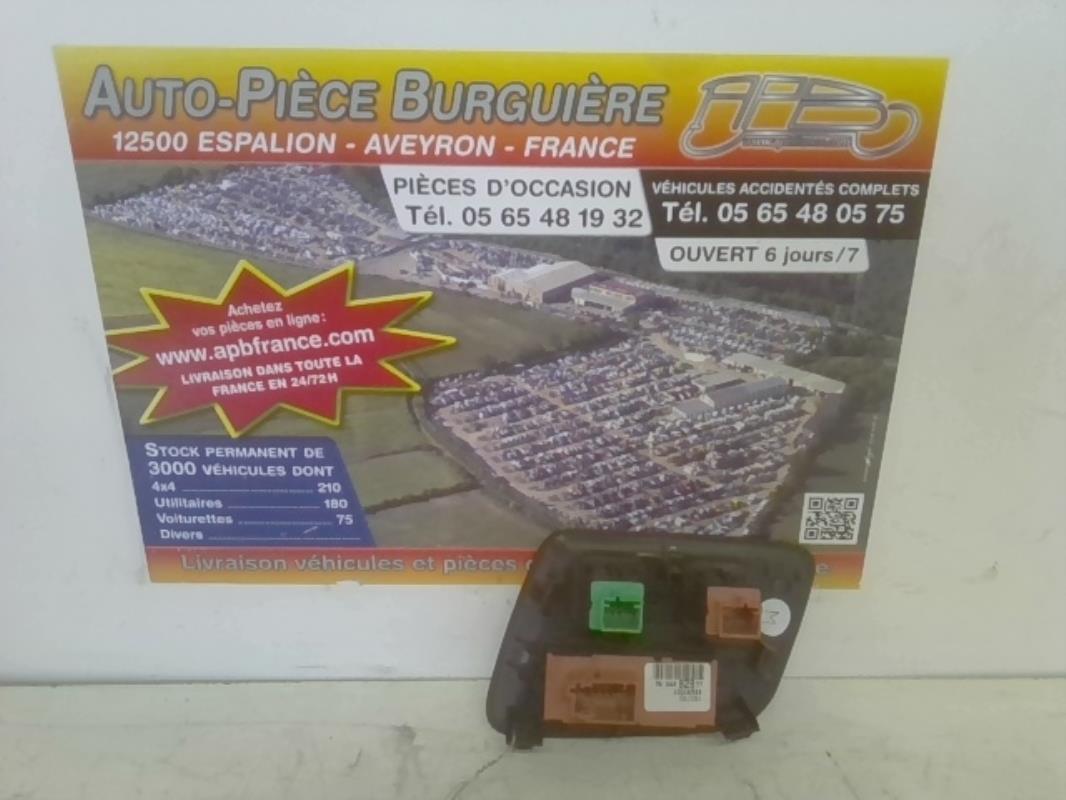 AUTO-PIÈCE BURGUIÈRE
12500 ESPALION - AVEYRON - FRANCE
PIÈCES D'OCCASION
Tél. 05 65 48 19 32
VÉHICULES ACCIDENTÉS COMPLETS
Tél. 05 65 48 05 75
OUVERT 6 jours/7
Achetez
vos pièces en ligne:
www.apbfrance.com
LIVRAISON DANS TOUTE LA
FRANCE EN 24/72H
STOCK PERMANENT DE
3000 VÉHICULES DONT
4x4 210
Utilitaires 180
Voiturettes 75
Divers
Livraison véhicules et pièces